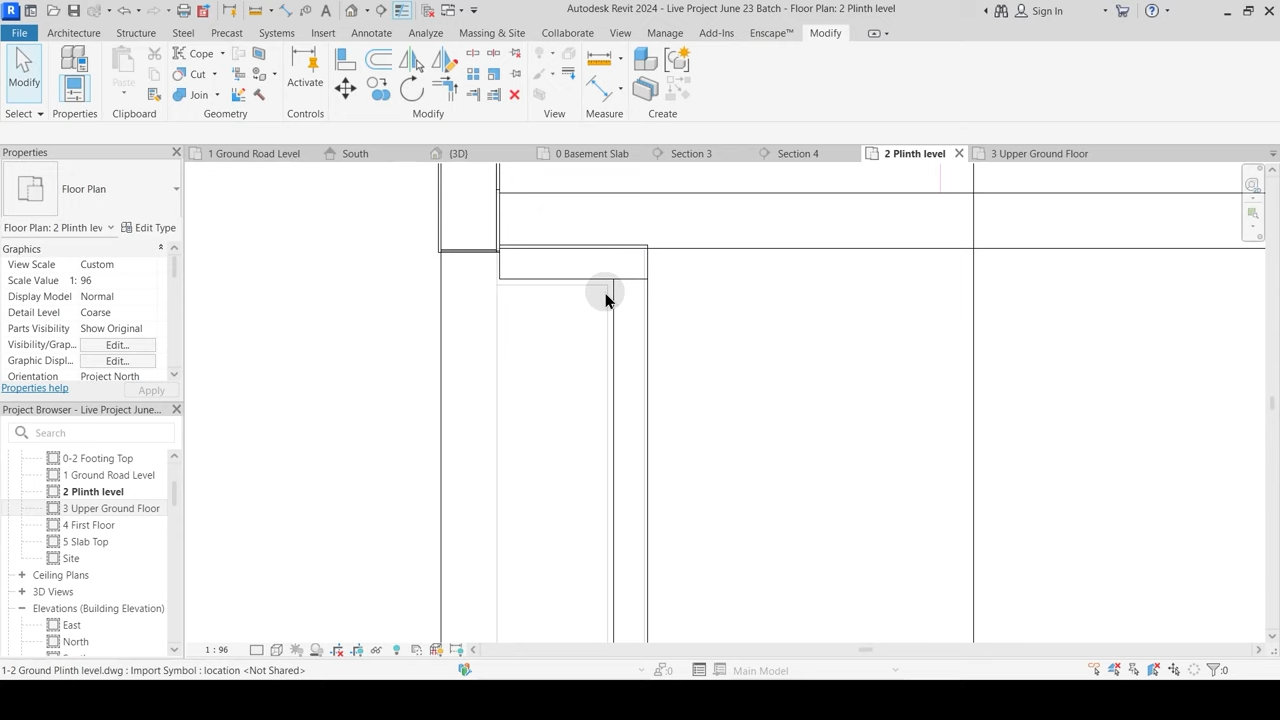 Autodesk Revit 2024 - Live Project June 23 Batch - Floor Plan: 2 Plinth level
Sign In
File Architecture Structure Steel Precast Systems Insert Annotate Analyze Massing & Site Collaborate View Manage Add-Ins Enscape™ Modify
Modify Paste Cope Cut Join Activate
Select Properties Clipboard Geometry Controls Modify View Measure Create
Properties
1 Ground Road Level South {3D} 0 Basement Slab Section 3 Section 4 2 Plinth level 3 Upper Ground Floor
Floor Plan
Floor Plan: 2 Plinth lev Edit Type
Graphics
View Scale Custom
Scale Value 1: 96
Display Model Normal
Detail Level Coarse
Parts Visibility Show Original
Visibility/Grap... Edit...
Graphic Displ... Edit...
Orientation Project North
Properties help Apply
Project Browser - Live Project June...
Search
0-2 Footing Top
1 Ground Road Level
2 Plinth level
3 Upper Ground Floor
4 First Floor
5 Slab Top
Site
Ceiling Plans
3D Views
Elevations (Building Elevation)
East
North
1 : 96
1-2 Ground Plinth level.dwg : Import Symbol : location <Not Shared>
:0 Main Model :0